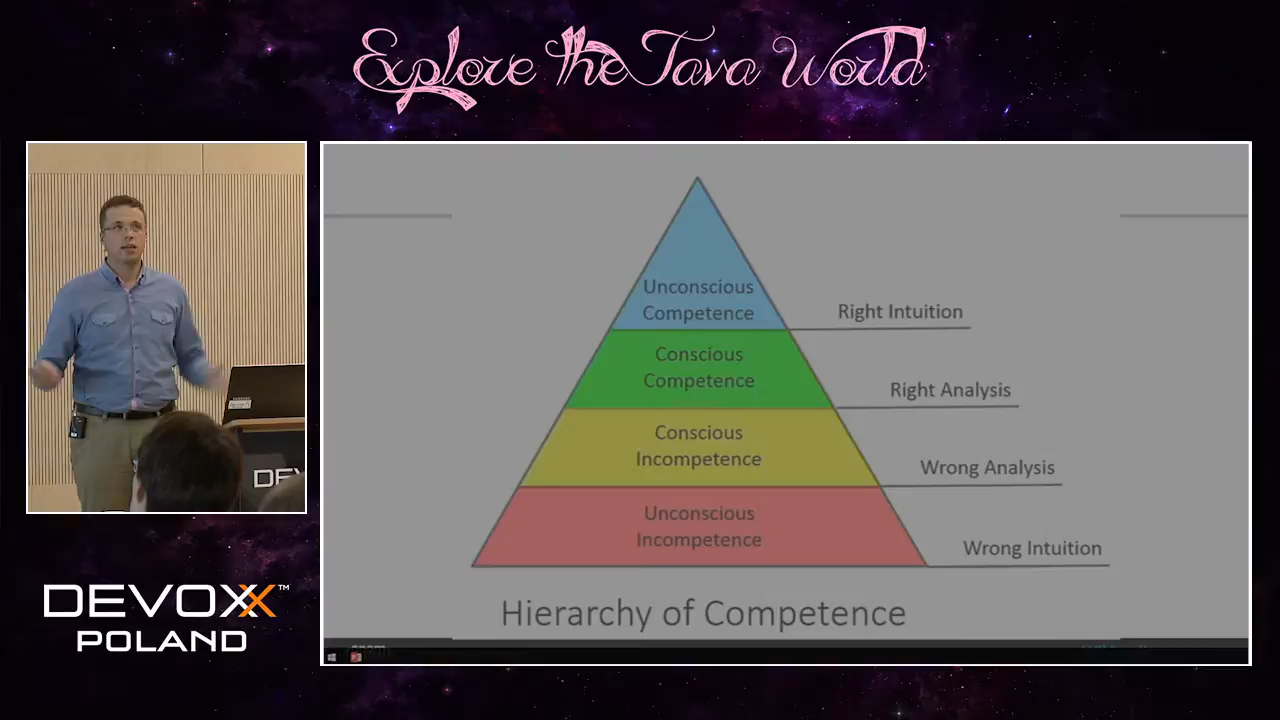 Explore the Java World
Unconscious
Competence
Right Intuition
Conscious
Competence
Right Analysis
Conscious
Incompetence
Wrong Analysis
Unconscious
Incompetence
Wrong Intuition
Hierarchy of Competence
DEVOXX™
POLAND